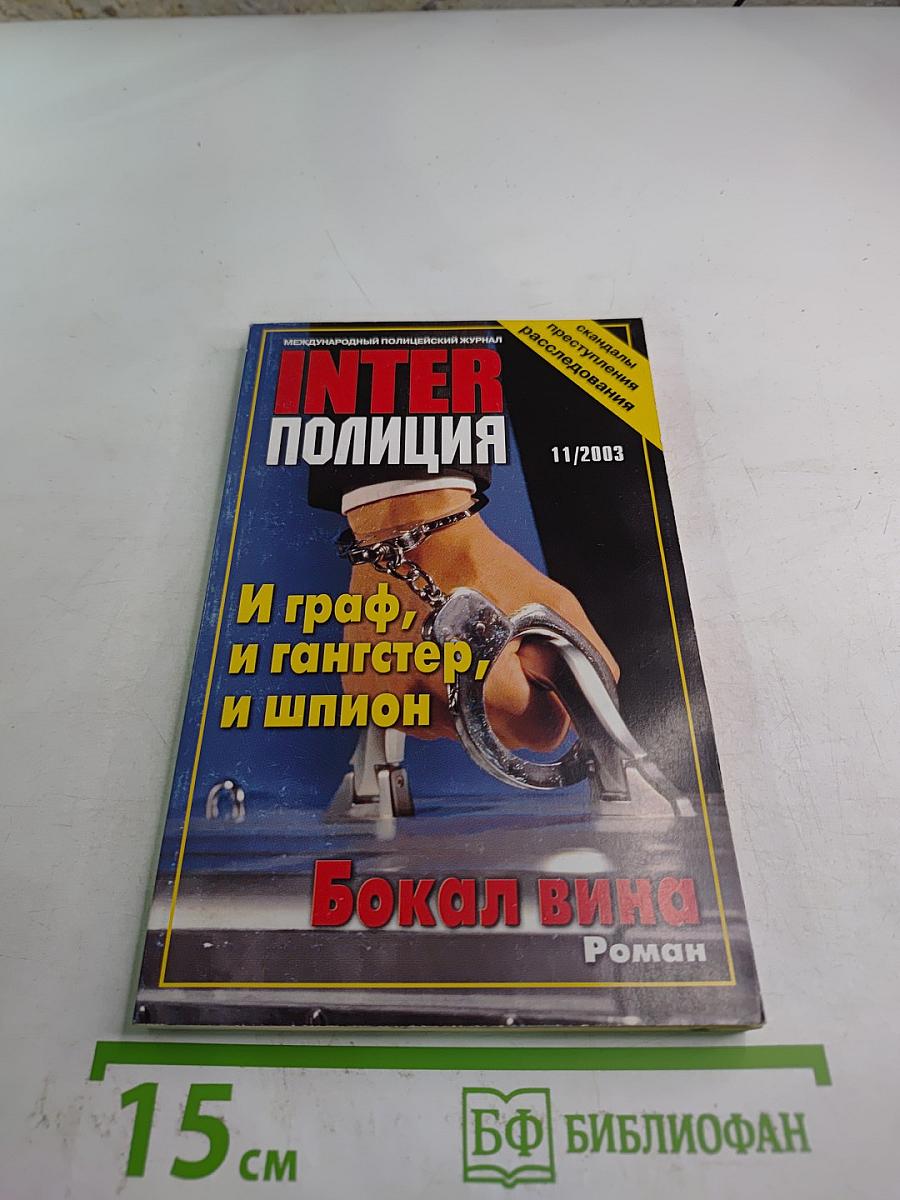 МЕЖДУНАРОДНЫЙ ПОЛИЦЕЙСКИЙ ЖУРНАЛ
INTER
ПОЛИЦИЯ
скандалы
преступления
расследования
11/2003
И граф,
и гангстер,
и шпион
Бокал вина
Роман
15 см
БФ БИБЛИОФАН